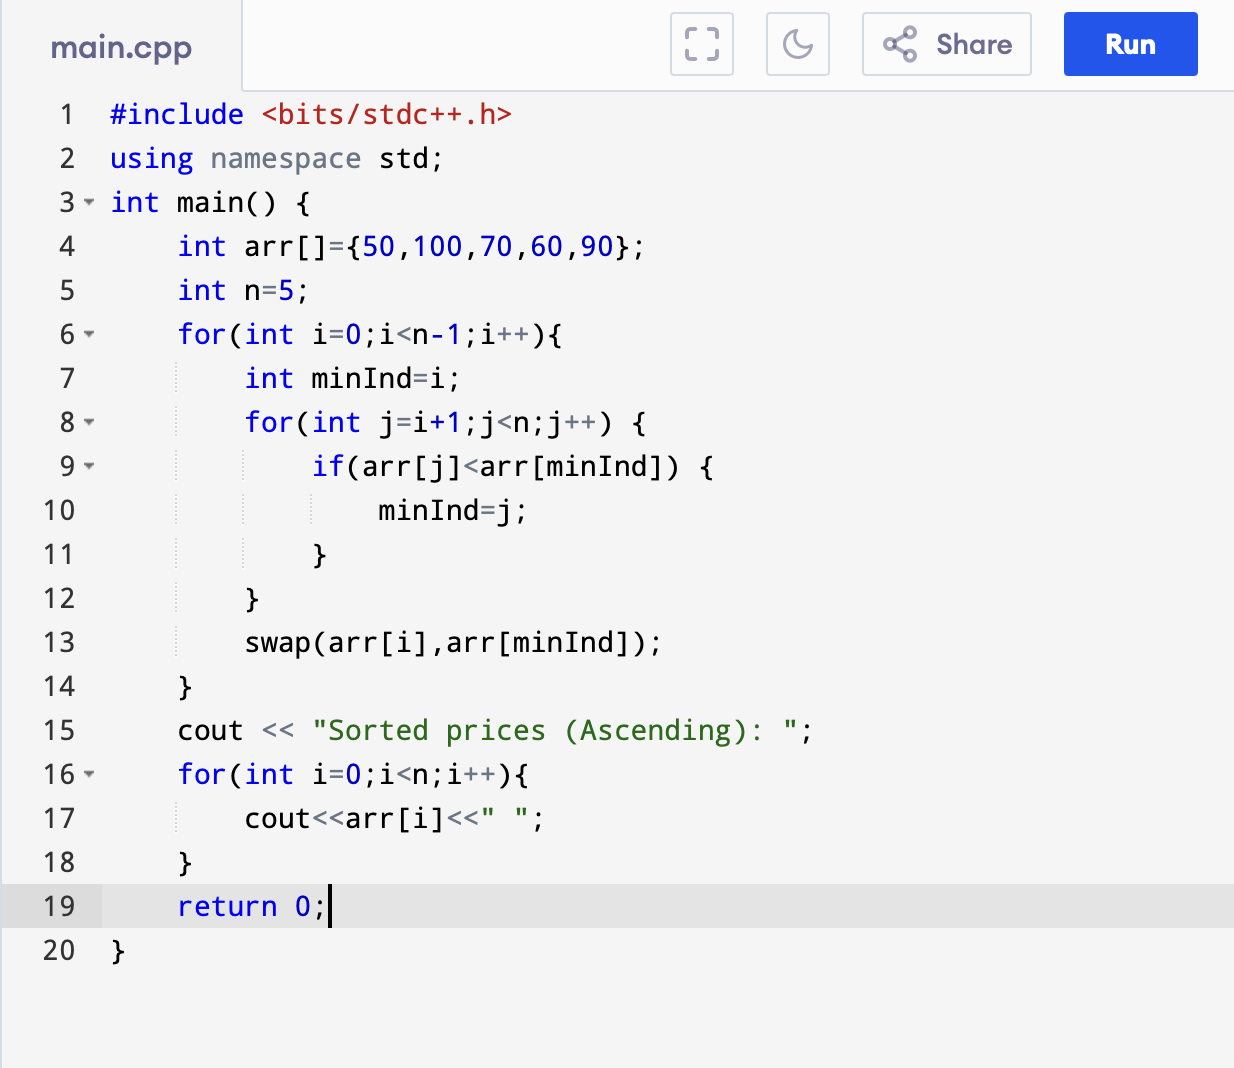 main.cpp
Share
Run
1 #include <bits/stdc++.h>
2 using namespace std;
3 int main() {
4     int arr[]={50,100,70,60,90};
5     int n=5;
6     for(int i=0;i<n-1;i++){
7         int minInd=i;
8         for(int j=i+1;j<n;j++) {
9             if(arr[j]<arr[minInd]) {
10                 minInd=j;
11             }
12         }
13         swap(arr[i],arr[minInd]);
14     }
15     cout << "Sorted prices (Ascending): ";
16     for(int i=0;i<n;i++){
17         cout<<arr[i]<<" ";
18     }
19     return 0;
20 }